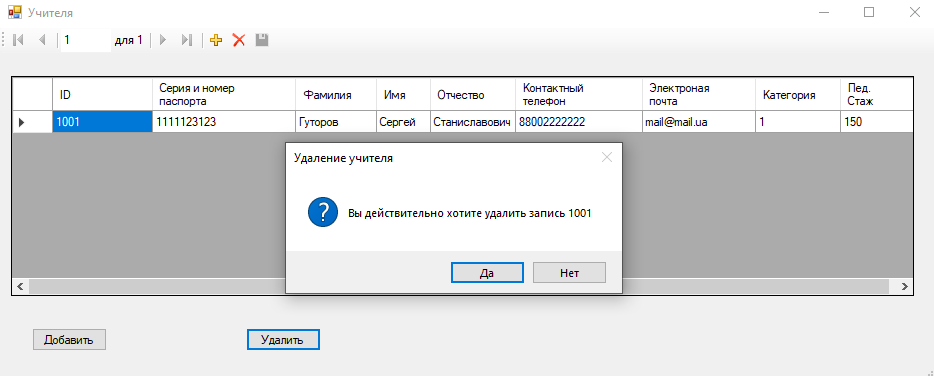 Учителя
1 для 1
ID Серия и номер паспорта Фамилия Имя Отчество Контактный телефон Электроная почта Категория Пед. Стаж
1001 1111123123 Гуторов Сергей Станиславович 88002222222 mail@mail.ua 1 150
Удаление учителя
? Вы действительно хотите удалить запись 1001
Да Нет
Добавить Удалить